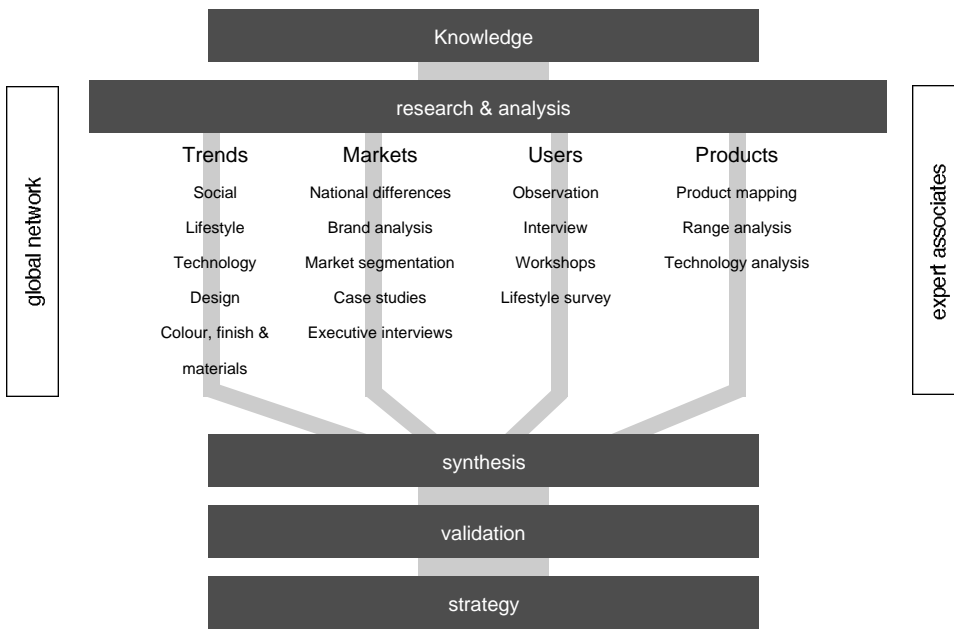 Knowledge
research & analysis
global network
Trends
Social
Lifestyle
Technology
Design
Colour, finish &
materials
Markets
National differences
Brand analysis
Market segmentation
Case studies
Executive interviews
Users
Observation
Interview
Workshops
Lifestyle survey
Products
Product mapping
Range analysis
Technology analysis
expert associates
synthesis
validation
strategy